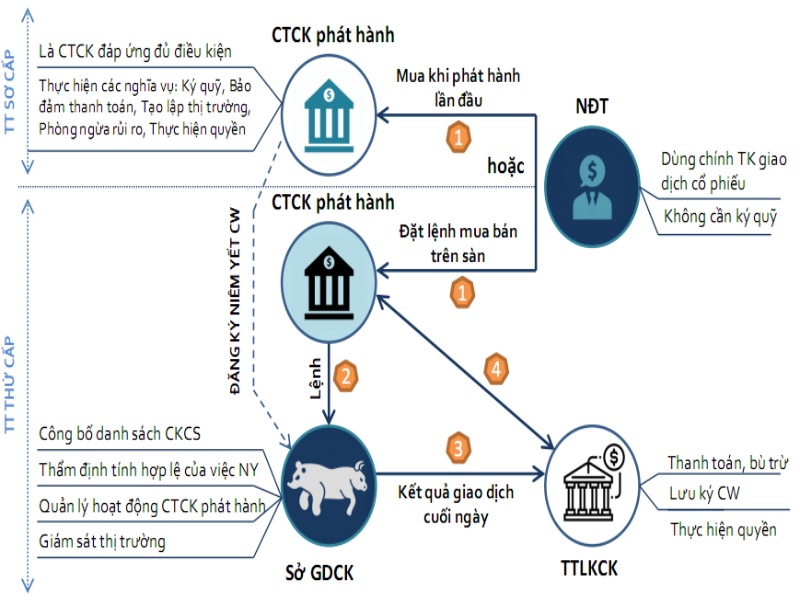 TT SƠ CẤP
CTCK phát hành
Là CTCK đáp ứng đủ điều kiện
Thực hiện các nghĩa vụ: Ký quỹ, Bảo
đảm thanh toán, Tạo lập thị trường,
Phòng ngừa rủi ro, Thực hiện quyền
Mua khi phát hành
lần đầu
1
hoặc
NĐT
Dùng chính TK giao
dịch cổ phiếu
Không cần ký quỹ
TT THỨ CẤP
CTCK phát hành
Đặt lệnh mua bán
trên sàn
1
ĐĂNG KÝ NIÊM YẾT CW
Lệnh
2
4
3
Kết quả giao dịch
cuối ngày
Công bố danh sách CKCS
Thẩm định tính hợp lệ của việc NY
Quản lý hoạt động CTCK phát hành
Giám sát thị trường
Sở GDCK
Thanh toán, bù trừ
Lưu ký CW
Thực hiện quyền
TTLKCK